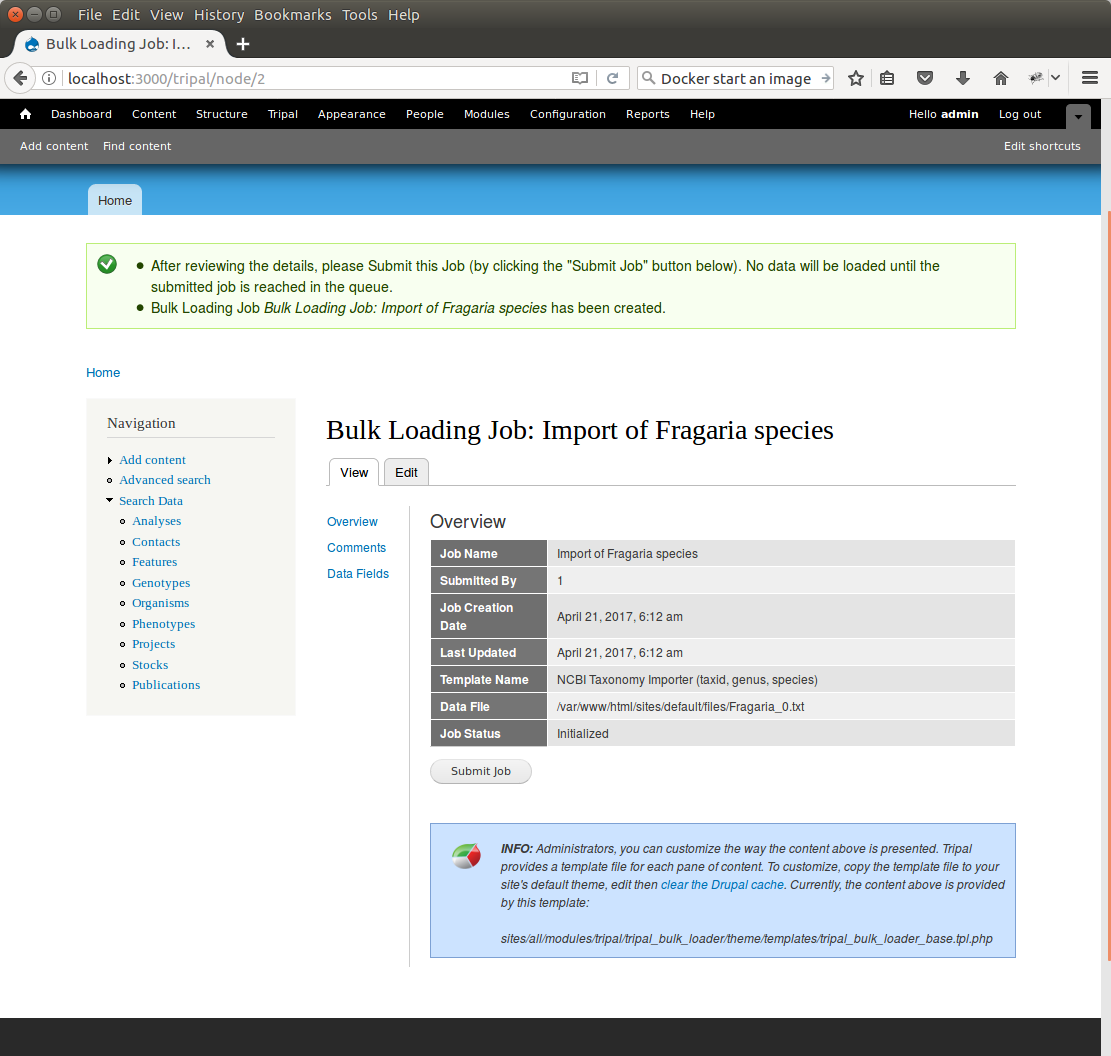 File Edit View History Bookmarks Tools Help
Bulk Loading Job: I... ×
localhost:3000/tripal/node/2 Docker start an image
Dashboard Content Structure Tripal Appearance People Modules Configuration Reports Help Hello admin Log out
Add content Find content Edit shortcuts
Home
After reviewing the details, please Submit this Job (by clicking the "Submit Job" button below). No data will be loaded until the
submitted job is reached in the queue.
Bulk Loading Job Bulk Loading Job: Import of Fragaria species has been created.
Home
Navigation
Add content
Advanced search
Search Data
Analyses
Contacts
Features
Genotypes
Organisms
Phenotypes
Projects
Stocks
Publications
Bulk Loading Job: Import of Fragaria species
View Edit
Overview
Comments
Data Fields
Overview
Job Name Import of Fragaria species
Submitted By 1
Job Creation
Date April 21, 2017, 6:12 am
Last Updated April 21, 2017, 6:12 am
Template Name NCBI Taxonomy Importer (taxid, genus, species)
Data File /var/www/html/sites/default/files/Fragaria_0.txt
Job Status Initialized
Submit Job
INFO: Administrators, you can customize the way the content above is presented. Tripal
provides a template file for each pane of content. To customize, copy the template file to your
site's default theme, edit then clear the Drupal cache. Currently, the content above is provided
by this template:
sites/all/modules/tripal/tripal_bulk_loader/theme/templates/tripal_bulk_loader_base.tpl.php